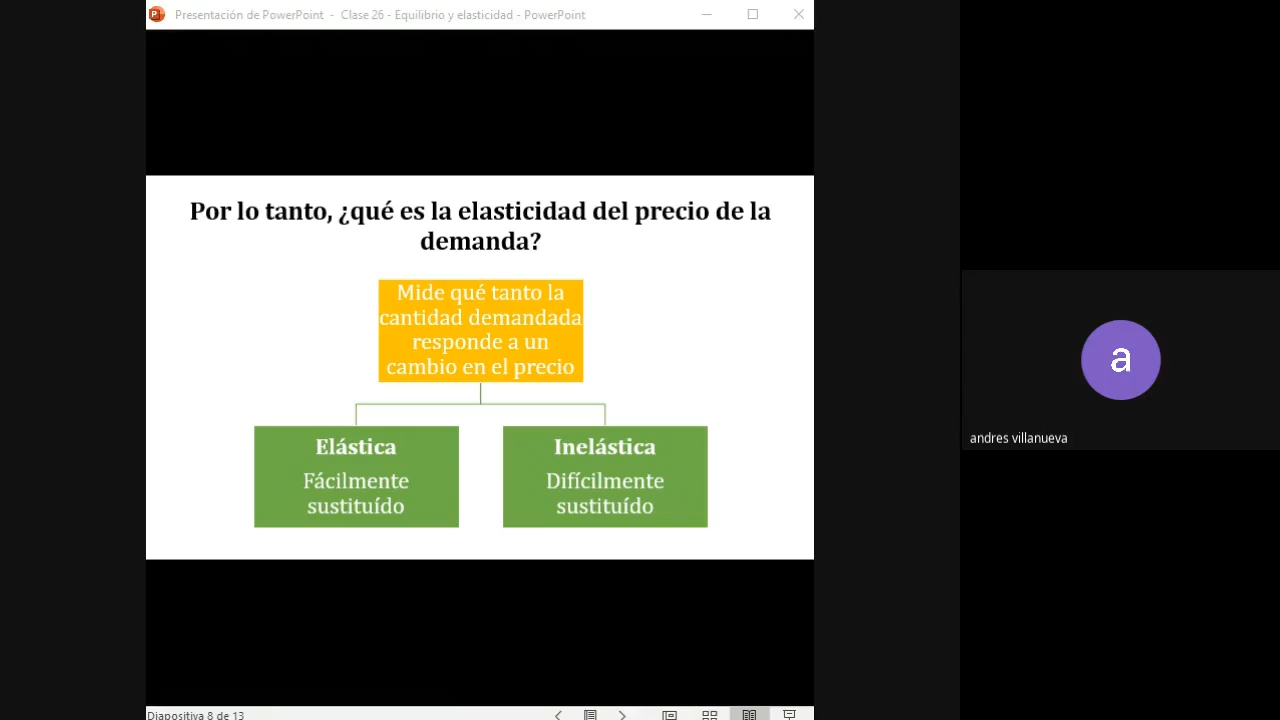 Presentación de PowerPoint - Clase 26 - Equilibrio y elasticidad - PowerPoint
Por lo tanto, ¿qué es la elasticidad del precio de la
demanda?
Mide qué tanto la
cantidad demandada
responde a un
cambio en el precio
Elástica
Fácilmente
sustituído
Inelástica
Difícilmente
sustituído
a
andres villanueva
Diapositiva 8 de 13